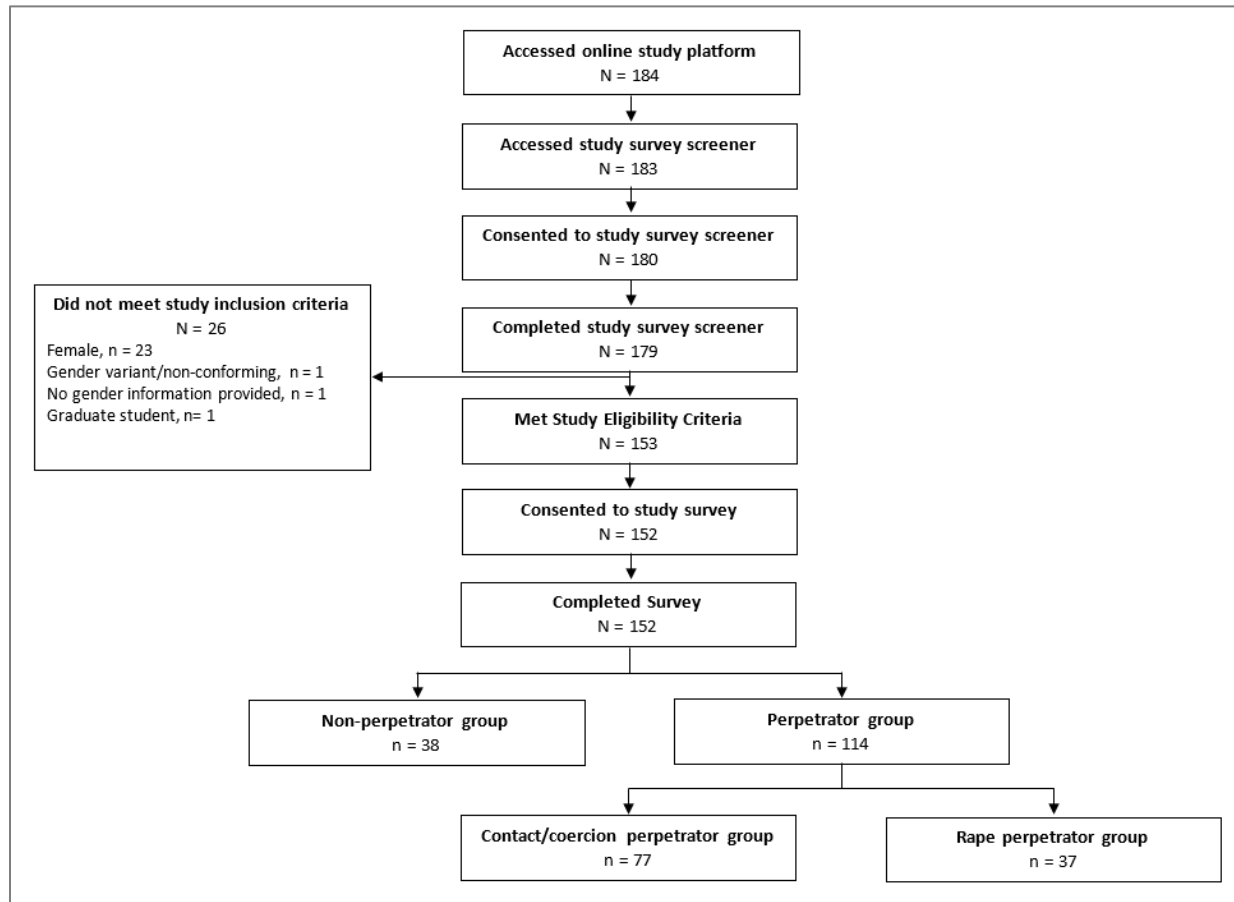 Accessed online study platform
N = 184
Accessed study survey screener
N = 183
Consented to study survey screener
N = 180
Did not meet study inclusion criteria
N = 26
Female, n = 23
Gender variant/non-conforming, n = 1
No gender information provided, n = 1
Graduate student, n= 1
Completed study survey screener
N = 179
Met Study Eligibility Criteria
N = 153
Consented to study survey
N = 152
Completed Survey
N = 152
Non-perpetrator group
n = 38
Perpetrator group
n = 114
Contact/coercion perpetrator group
n = 77
Rape perpetrator group
n = 37